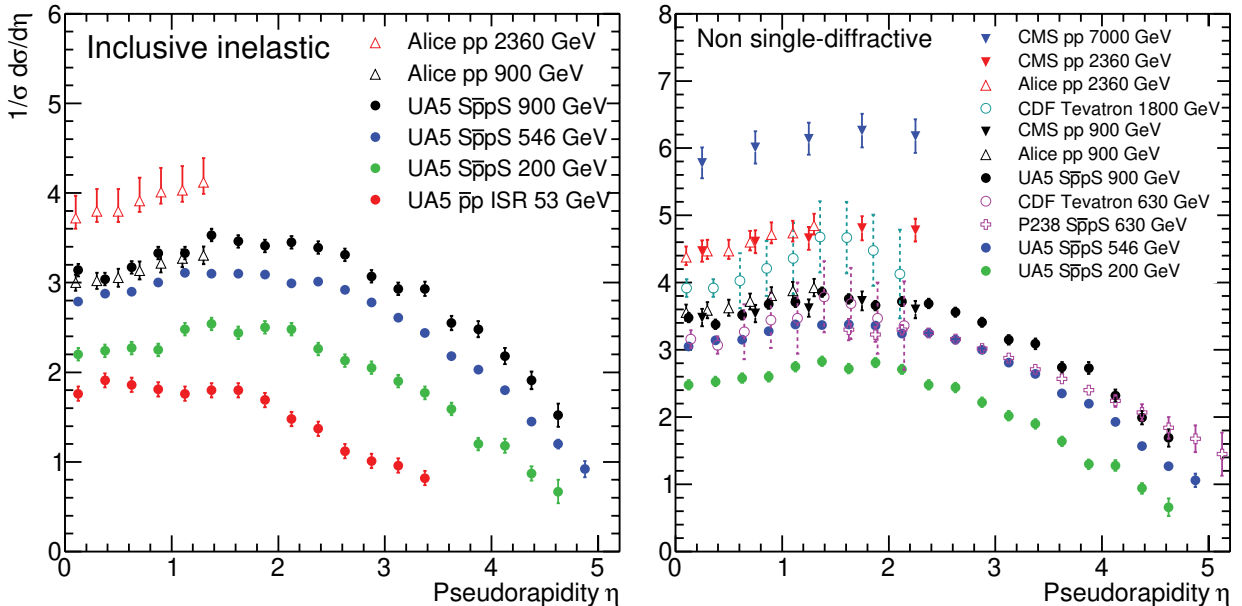 1/σ dσ/dη
6
5
4
3
2
1
0
Inclusive inelastic
Alice pp 2360 GeV
Alice pp 900 GeV
UA5 Sp̅pS 900 GeV
UA5 Sp̅pS 546 GeV
UA5 Sp̅pS 200 GeV
UA5 p̅p ISR 53 GeV
0 1 2 3 4 5
Pseudorapidity η
8
7
6
5
4
3
2
1
0
Non single-diffractive
CMS pp 7000 GeV
CMS pp 2360 GeV
Alice pp 2360 GeV
CDF Tevatron 1800 GeV
CMS pp 900 GeV
Alice pp 900 GeV
UA5 Sp̅pS 900 GeV
CDF Tevatron 630 GeV
P238 Sp̅pS 630 GeV
UA5 Sp̅pS 546 GeV
UA5 Sp̅pS 200 GeV
0 1 2 3 4 5
Pseudorapidity η